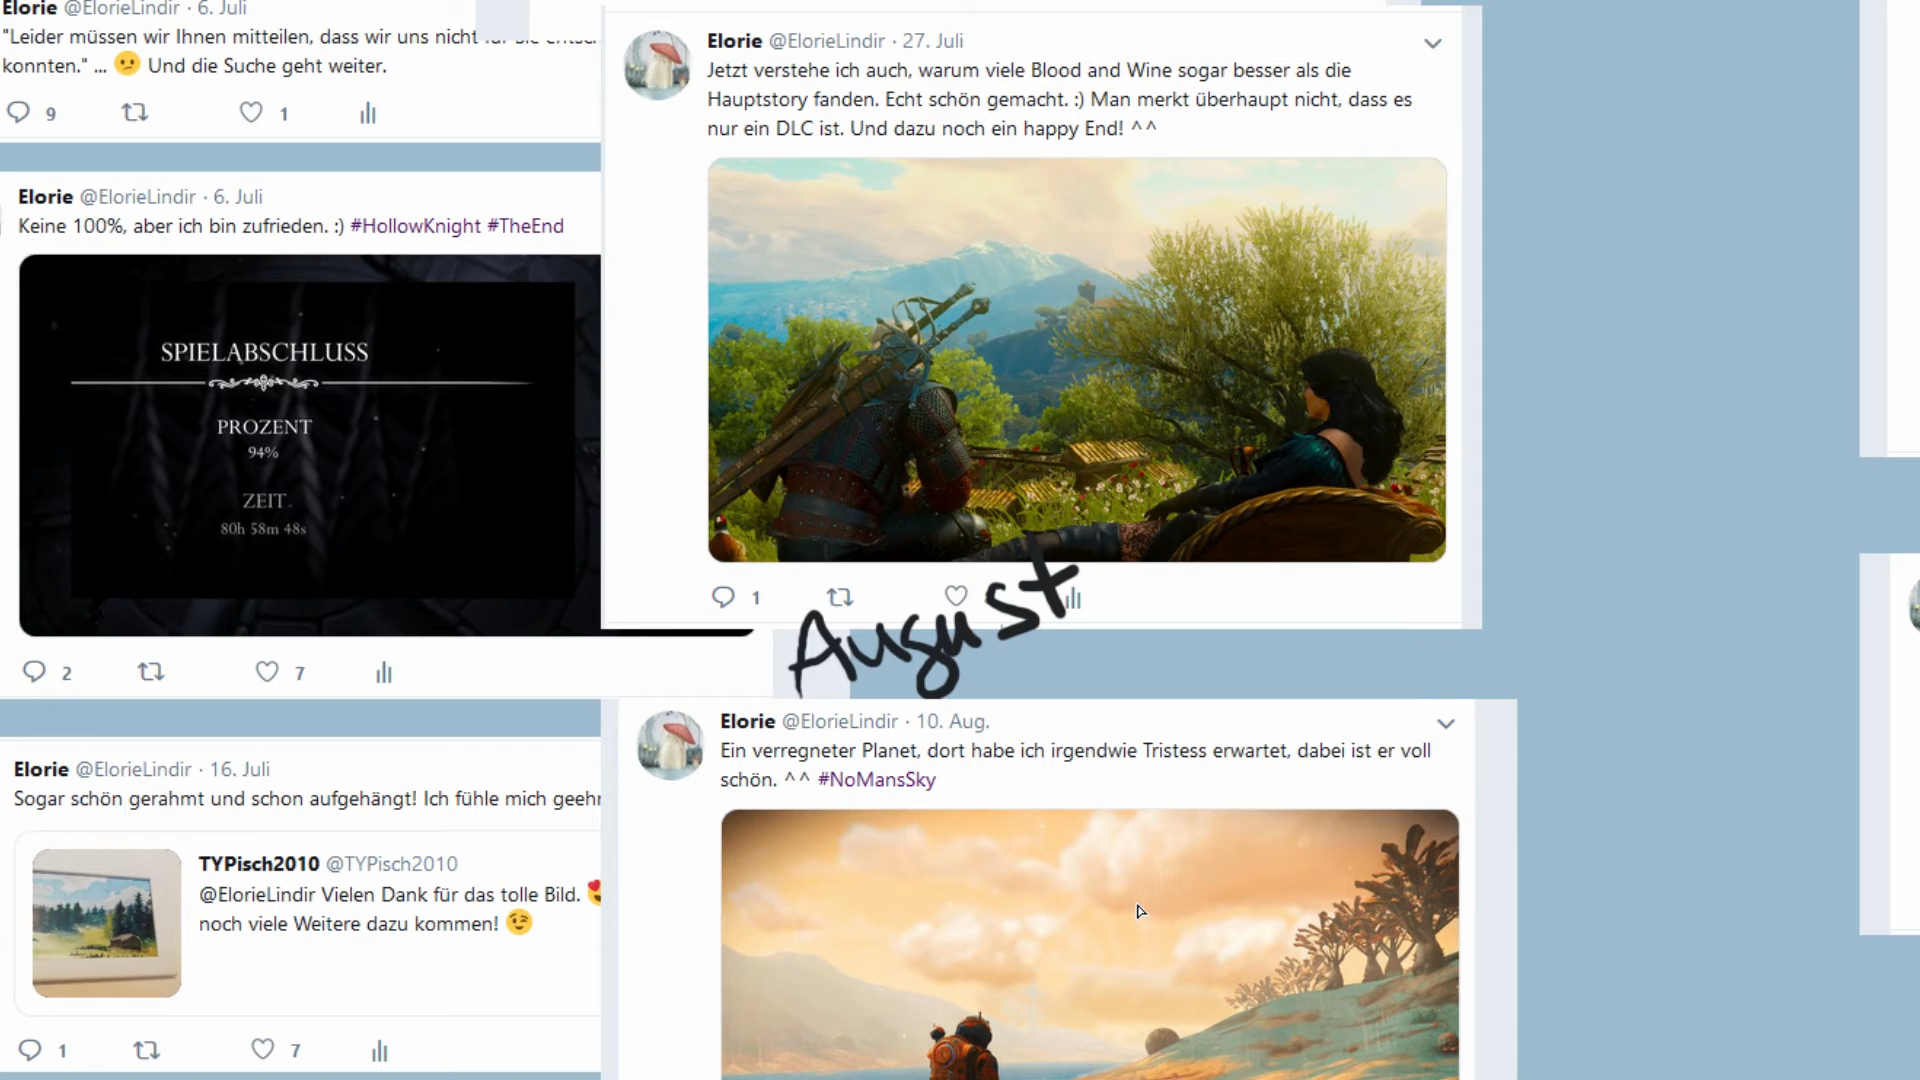 Elorie @ElorieLindir · 6. Juli
"Leider müssen wir Ihnen mitteilen, dass wir uns nicht für Sie
konnten." ... 😕 Und die Suche geht weiter.
9 1
Elorie @ElorieLindir · 6. Juli
Keine 100%, aber ich bin zufrieden. :) #HollowKnight #TheEnd
SPIELABSCHLUSS
PROZENT
94%
ZEIT
80h 58m 48s
2 7
Elorie @ElorieLindir · 16. Juli
Sogar schön gerahmt und schon aufgehängt! Ich fühle mich
TYPisch2010 @TYPisch2010
@ElorieLindir Vielen Dank für das tolle Bild.
noch viele Weitere dazu kommen! 😉
1 7
Elorie @ElorieLindir · 27. Juli
Jetzt verstehe ich auch, warum viele Blood and Wine sogar besser als die
Hauptstory fanden. Echt schön gemacht. :) Man merkt überhaupt nicht, dass es
nur ein DLC ist. Und dazu noch ein happy End! ^^
1
August
Elorie @ElorieLindir · 10. Aug.
Ein verregneter Planet, dort habe ich irgendwie Tristess erwartet, dabei ist er voll
schön. ^^ #NoMansSky